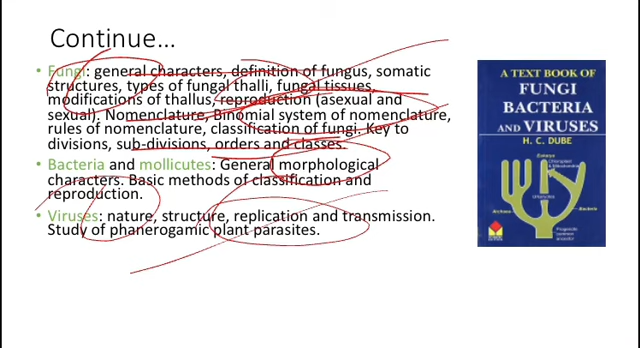 Continue…
• Fungi: general characters, definition of fungus, somatic
structures, types of fungal thalli, fungal tissues,
modifications of thallus, reproduction (asexual and
sexual). Nomenclature, Binomial system of nomenclature,
rules of nomenclature, classification of fungi. Key to
divisions, sub-divisions, orders and classes.
• Bacteria and mollicutes: General morphological
characters. Basic methods of classification and
reproduction.
• Viruses: nature, structure, replication and transmission.
Study of phanerogamic plant parasites.
A TEXT BOOK OF
FUNGI
BACTERIA
AND VIRUSES
H. C. DUBE
Archaea
Bacteria